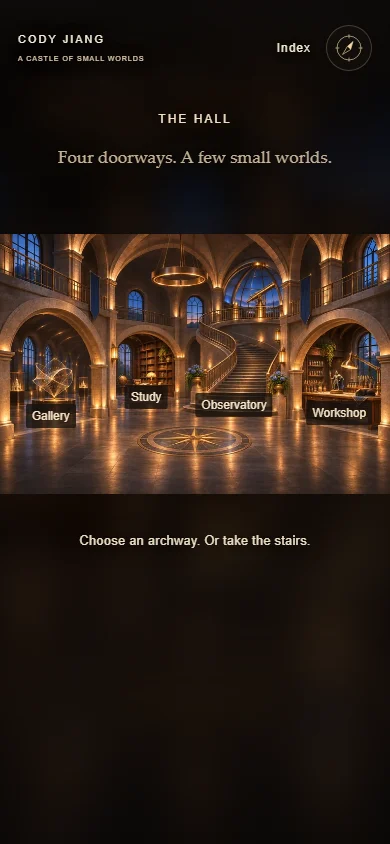 CODY JIANG
A CASTLE OF SMALL WORLDS
Index
THE HALL
Four doorways. A few small worlds.
Gallery
Study
Observatory
Workshop
Choose an archway. Or take the stairs.